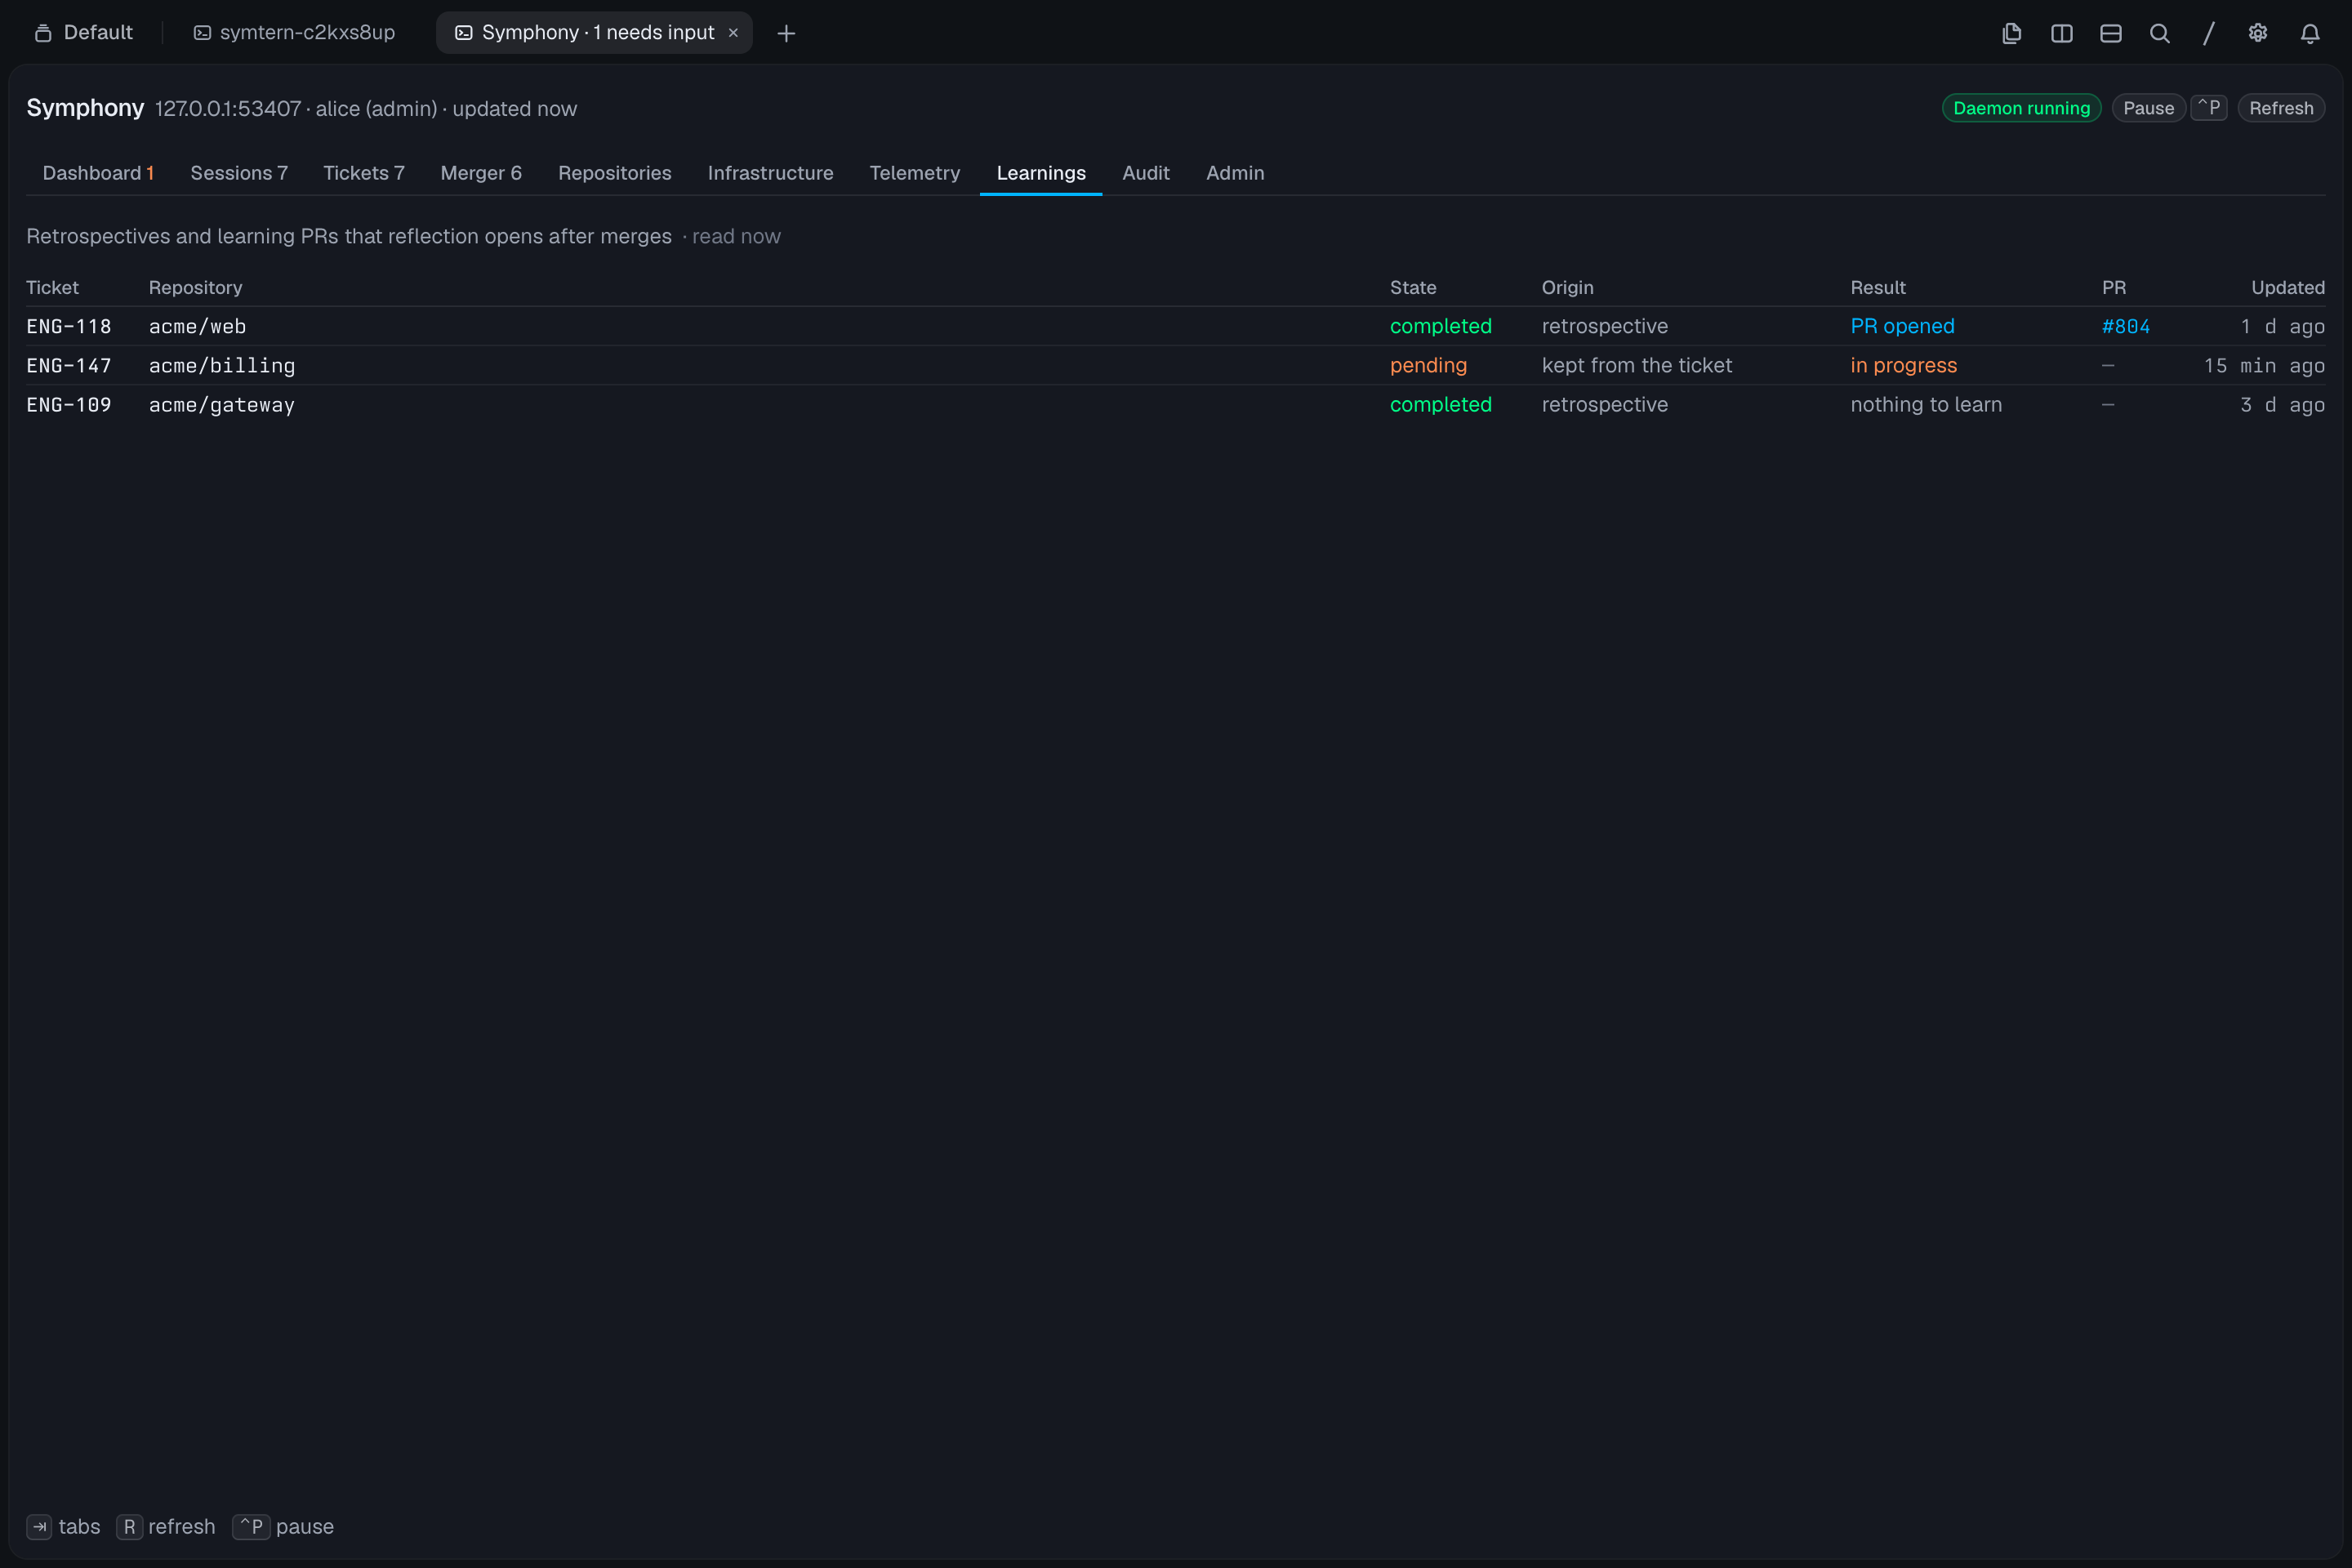 Default symtern-c2kxs8up Symphony · 1 needs input × +
Symphony 127.0.0.1:53407 · alice (admin) · updated now Daemon running Pause ^P Refresh
Dashboard 1 Sessions 7 Tickets 7 Merger 6 Repositories Infrastructure Telemetry Learnings Audit Admin
Retrospectives and learning PRs that reflection opens after merges · read now
Ticket Repository State Origin Result PR Updated
ENG-118 acme/web completed retrospective PR opened #804 1 d ago
ENG-147 acme/billing pending kept from the ticket in progress — 15 min ago
ENG-109 acme/gateway completed retrospective nothing to learn — 3 d ago
⇥ tabs R refresh ^P pause